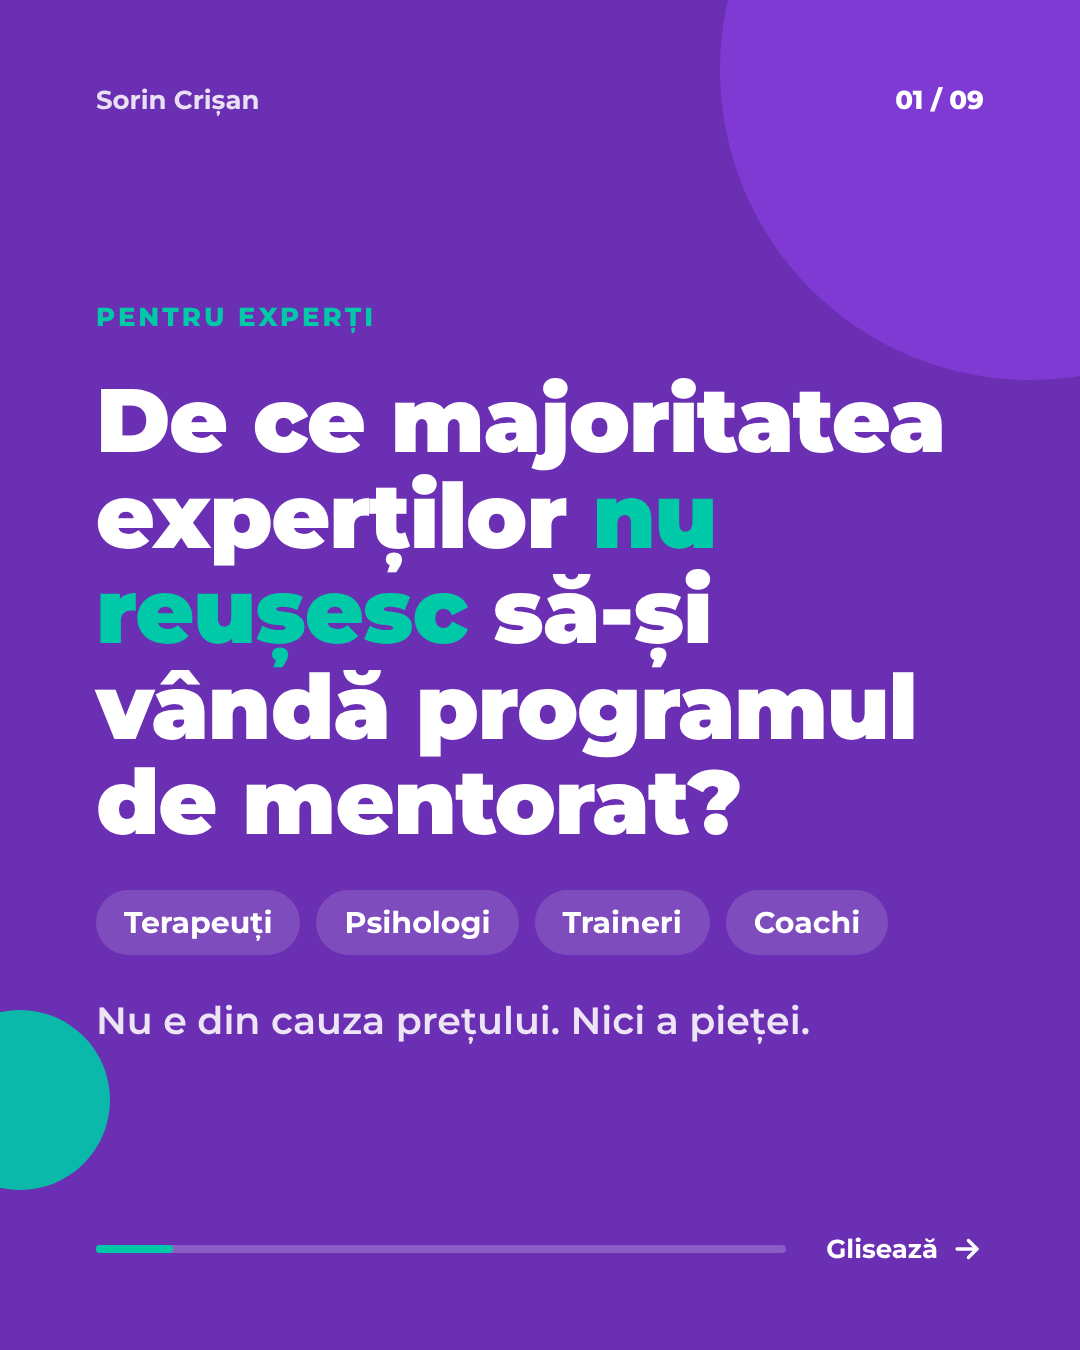 Sorin Crișan
01 / 09
PENTRU EXPERȚI
De ce majoritatea
experților nu
reușesc să-și
vândă programul
de mentorat?
Terapeuți Psihologi Traineri Coachi
Nu e din cauza prețului. Nici a pieței.
Glisează →